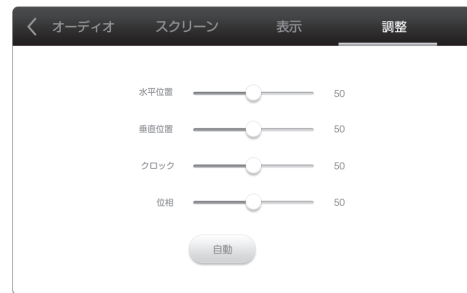 オーディオ スクリーン 表示 調整
水平位置 50
垂直位置 50
クロック 50
位相 50
自動